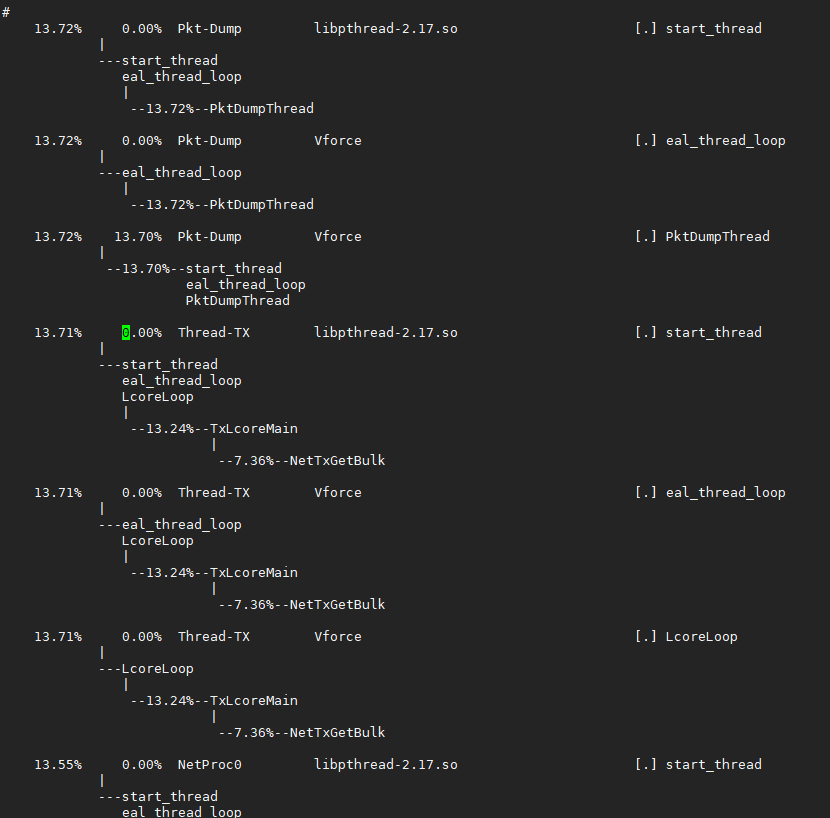 #
    13.72%     0.00%  Pkt-Dump         libpthread-2.17.so                      [.] start_thread
            |
            ---start_thread
               eal_thread_loop
               |
                --13.72%--PktDumpThread

    13.72%     0.00%  Pkt-Dump         Vforce                                  [.] eal_thread_loop
            |
            ---eal_thread_loop
               |
                --13.72%--PktDumpThread

    13.72%    13.70%  Pkt-Dump         Vforce                                  [.] PktDumpThread
            |
             --13.70%--start_thread
                       eal_thread_loop
                       PktDumpThread

    13.71%     0.00%  Thread-TX        libpthread-2.17.so                      [.] start_thread
            |
            ---start_thread
               eal_thread_loop
               LcoreLoop
               |
                --13.24%--TxLcoreMain
                          |
                           --7.36%--NetTxGetBulk

    13.71%     0.00%  Thread-TX        Vforce                                  [.] eal_thread_loop
            |
            ---eal_thread_loop
               LcoreLoop
               |
                --13.24%--TxLcoreMain
                          |
                           --7.36%--NetTxGetBulk

    13.71%     0.00%  Thread-TX        Vforce                                  [.] LcoreLoop
            |
            ---LcoreLoop
               |
                --13.24%--TxLcoreMain
                          |
                           --7.36%--NetTxGetBulk

    13.55%     0.00%  NetProc0         libpthread-2.17.so                      [.] start_thread
            |
            ---start_thread
               eal_thread_loop